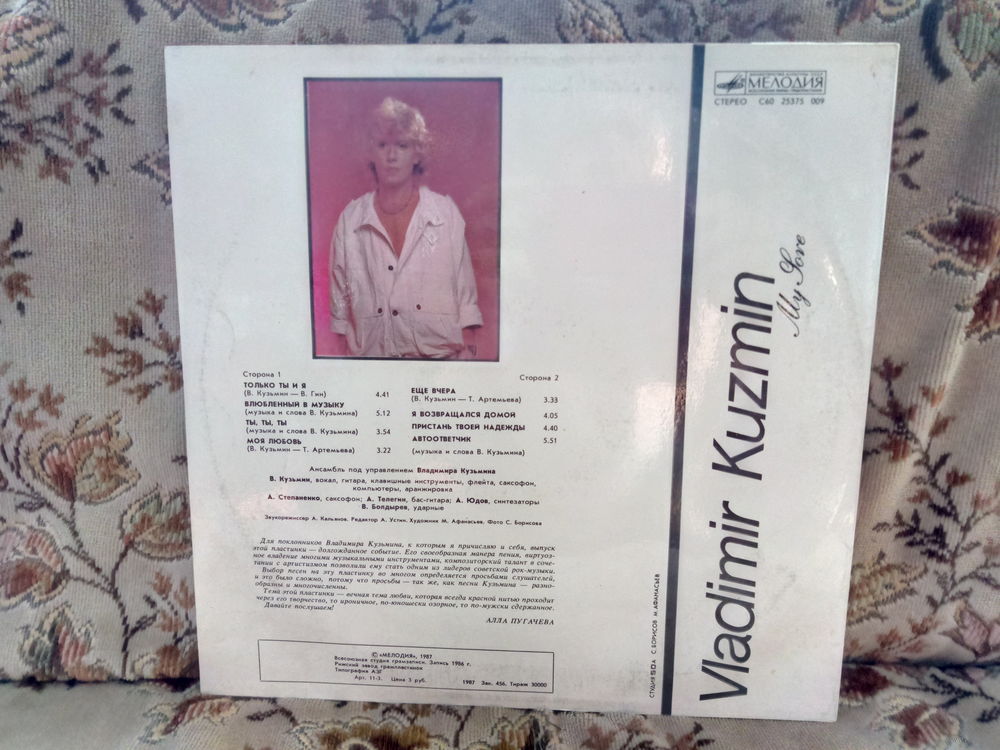 МЕЛОДИЯ
СТЕРЕО С60 25375 009
Vladimir Kuzmin
My Love
Сторона 1
ТОЛЬКО ТЫ И Я
(В. Кузьмин — В. Гин) 4.41
ВЛЮБЛЕННЫЙ В МУЗЫКУ
(музыка и слова В. Кузьмина) 5.12
ТЫ, ТЫ, ТЫ
(музыка и слова В. Кузьмина) 3.54
МОЯ ЛЮБОВЬ
(В. Кузьмин — Т. Артемьева) 3.22
Сторона 2
ЕЩЕ ВЧЕРА
(В. Кузьмин — Т. Артемьева) 3.33
Я ВОЗВРАЩАЛСЯ ДОМОЙ 4.05
ПРИСТАНЬ ТВОЕЙ НАДЕЖДЫ 4.40
АВТООТВЕТЧИК 5.51
(музыка и слова В. Кузьмина)
Ансамбль под управлением Владимира Кузьмина
В. Кузьмин, вокал, гитара, клавишные инструменты, флейта, саксофон,
компьютеры, аранжировка
А. Степаненко, саксофон; А. Телегин, бас-гитара; А. Юдов, синтезаторы
В. Болдырев, ударные
Звукорежиссер А. Кальянов. Редактор А. Устин. Художник М. Афанасьев. Фото С. Борисова
Для поклонников Владимира Кузьмина, к которым я причисляю и себя, выпуск
этой пластинки — долгожданное событие. Его своеобразная манера пения, виртуоз-
ное владение многими музыкальными инструментами, композиторский талант в соче-
тании с артистизмом позволили ему стать одним из лидеров советской рок-музыки.
Выбор песен на эту пластинку во многом определяется просьбами слушателей,
и это было сложно, потому что просьбы — так же, как песни Кузьмина — разно-
образны и многочисленны.
Тема этой пластинки — вечная тема любви, которая всегда красной нитью проходит
через его творчество, то ироничное, по-юношески озорное, то по-мужски сдержанное.
Давайте послушаем!
АЛЛА ПУГАЧЕВА
© «МЕЛОДИЯ», 1987
Всесоюзная студия грамзаписи. Запись 1986 г.
Рижский завод грампластинок
Типография АЗГ
Арт. 11-3. Цена 3 руб. 1987 Зак. 456. Тираж 30000
СТУДИЯ 50А С.БОРИСОВ М.АФАНАСЬЕВ